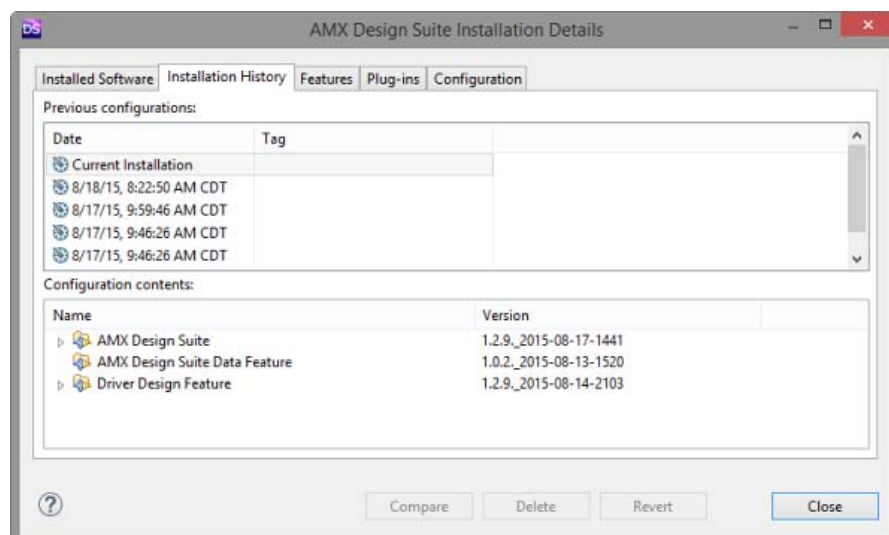 DS AMX Design Suite Installation Details
Installed Software Installation History Features Plug-ins Configuration
Previous configurations:
Date Tag
Current Installation
8/18/15, 8:22:50 AM CDT
8/17/15, 9:59:46 AM CDT
8/17/15, 9:46:26 AM CDT
8/17/15, 9:46:26 AM CDT
Configuration contents:
Name Version
AMX Design Suite 1.2.9._2015-08-17-1441
AMX Design Suite Data Feature 1.0.2._2015-08-13-1520
Driver Design Feature 1.2.9._2015-08-14-2103
? Compare Delete Revert Close